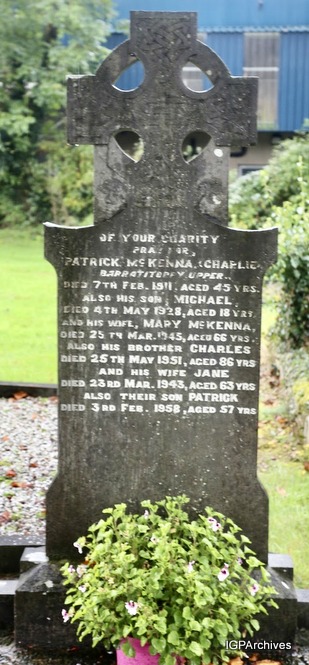 OF YOUR CHARITY
PRAY FOR,
PATRICK MCKENNA, (CHARLIE)
BARRATITOPPY UPPER.
DIED 7TH FEB. 1911, AGED 45 YRS.
ALSO HIS SON, MICHAEL,
DIED 4TH MAY 1928, AGED 18 YRS.
AND HIS WIFE, MARY MCKENNA,
DIED 25TH MAR. 1945, AGED 66 YRS.
ALSO HIS BROTHER CHARLES
DIED 25TH MAY 1951, AGED 86 YRS
AND HIS WIFE JANE
DIED 23RD MAR. 1943, AGED 63 YRS
ALSO THEIR SON PATRICK
DIED 3RD FEB. 1958, AGED 57 YRS
IGPArchives